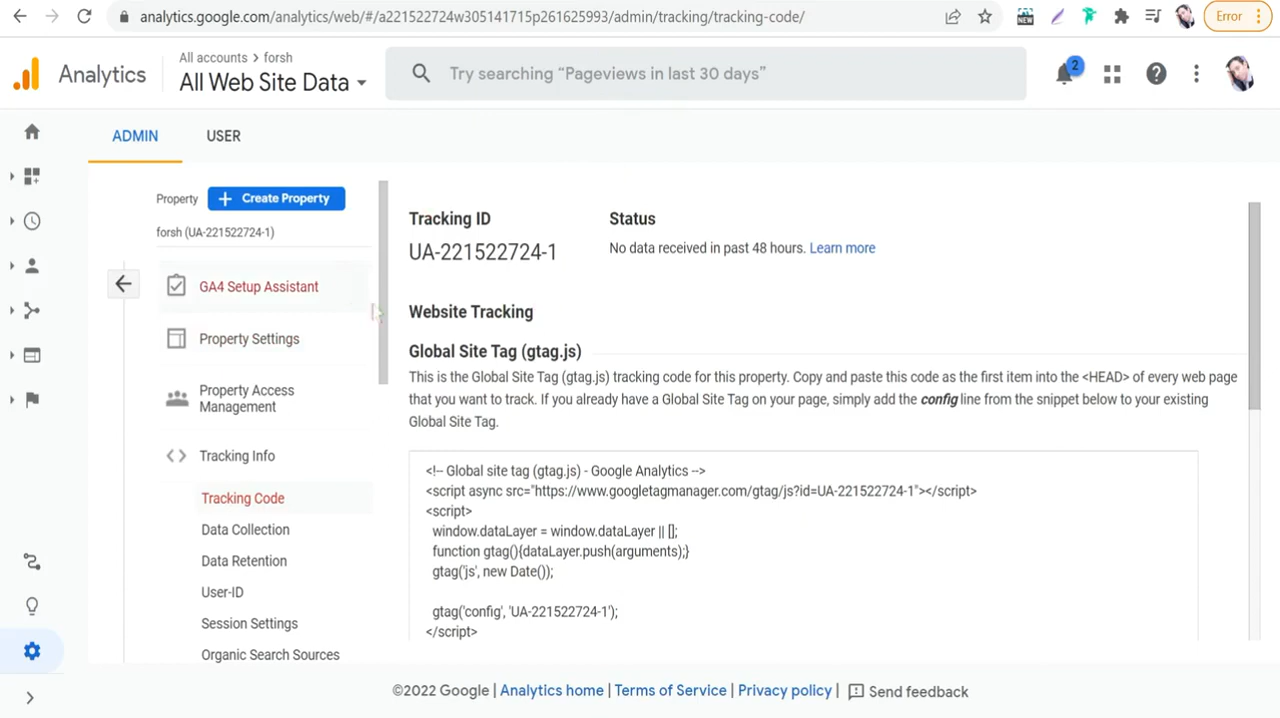 analytics.google.com/analytics/web/#/a221522724w305141715p261625993/admin/tracking/tracking-code/
NEW
Error
Analytics
All accounts > forsh
All Web Site Data
Try searching “Pageviews in last 30 days”
2
ADMIN
USER
Property
+ Create Property
forsh (UA-221522724-1)
GA4 Setup Assistant
Property Settings
Property Access
Management
Tracking Info
Tracking Code
Data Collection
Data Retention
User-ID
Session Settings
Organic Search Sources
Tracking ID
UA-221522724-1
Status
No data received in past 48 hours. Learn more
Website Tracking
Global Site Tag (gtag.js)
This is the Global Site Tag (gtag.js) tracking code for this property. Copy and paste this code as the first item into the <HEAD> of every web page
that you want to track. If you already have a Global Site Tag on your page, simply add the config line from the snippet below to your existing
Global Site Tag.
<!-- Global site tag (gtag.js) - Google Analytics -->
<script async src="https://www.googletagmanager.com/gtag/js?id=UA-221522724-1"></script>
<script>
window.dataLayer = window.dataLayer || [];
function gtag(){dataLayer.push(arguments);}
gtag('js', new Date());
gtag('config', 'UA-221522724-1');
</script>
©2022 Google | Analytics home | Terms of Service | Privacy policy | Send feedback